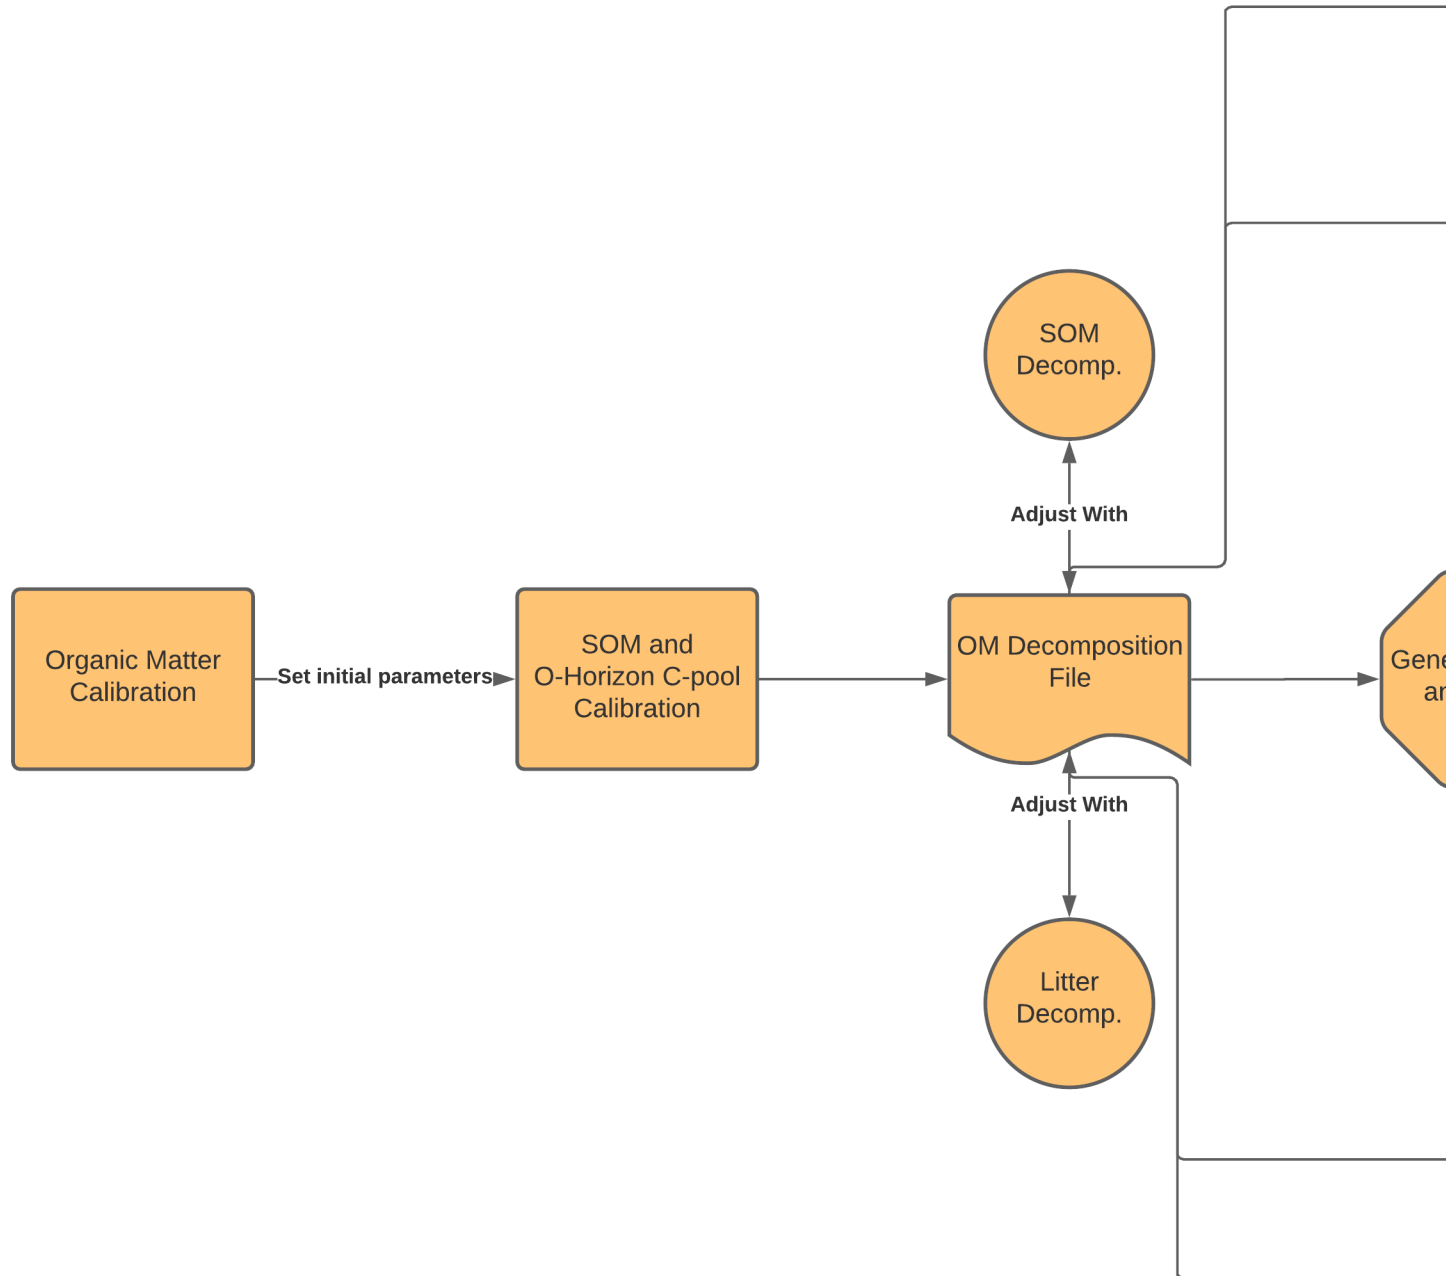 SOM
Decomp.
Adjust With
Organic Matter
Calibration
Set initial parameters
SOM and
O-Horizon C-pool
Calibration
OM Decomposition
File
Adjust With
Litter
Decomp.